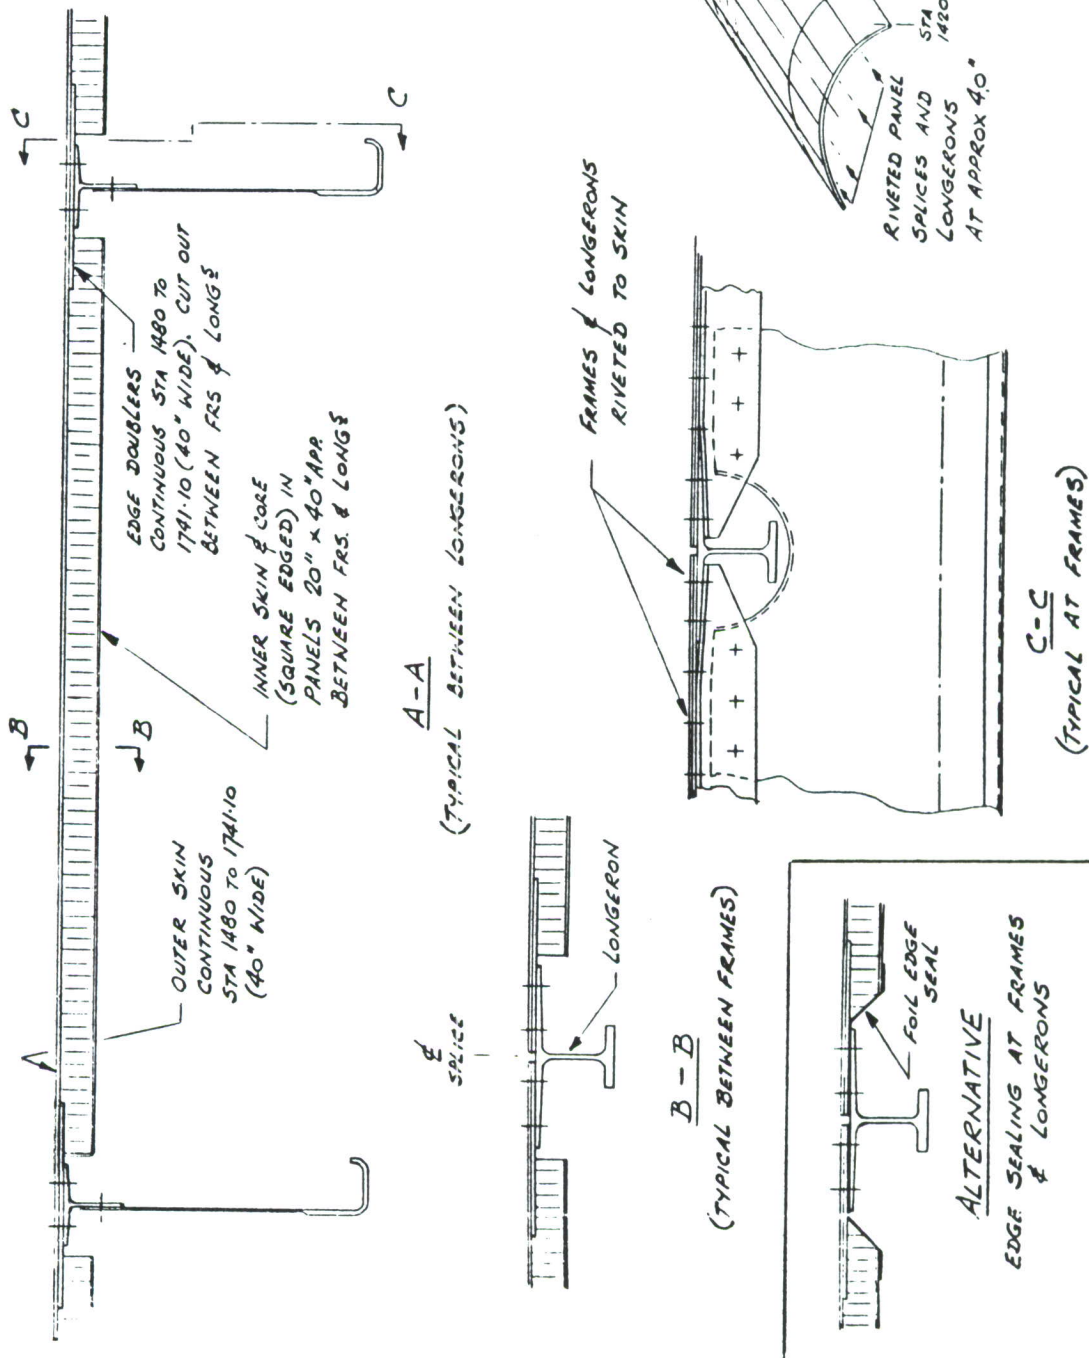 C
C
EDGE DOUBLERS
CONTINUOUS STA 1480 TO
1741.10 (40" WIDE). CUT OUT
BETWEEN FRS & LONGS
B
B
INNER SKIN & CORE
(SQUARE EDGED) IN
PANELS 20" x 40" APP.
BETWEEN FRS. & LONGS
OUTER SKIN
CONTINUOUS
STA 1480 TO 1741.10
(40" WIDE)
A-A
(TYPICAL BETWEEN LONGERONS)
SPLICE
LONGERON
B-B
(TYPICAL BETWEEN FRAMES)
FOIL EDGE
SEAL
ALTERNATIVE
EDGE SEALING AT FRAMES
& LONGERONS
FRAMES & LONGERONS
RIVETED TO SKIN
C-C
(TYPICAL AT FRAMES)
STA
1420
RIVETED PANEL
SPLICES AND
LONGERONS
AT APPROX 40"